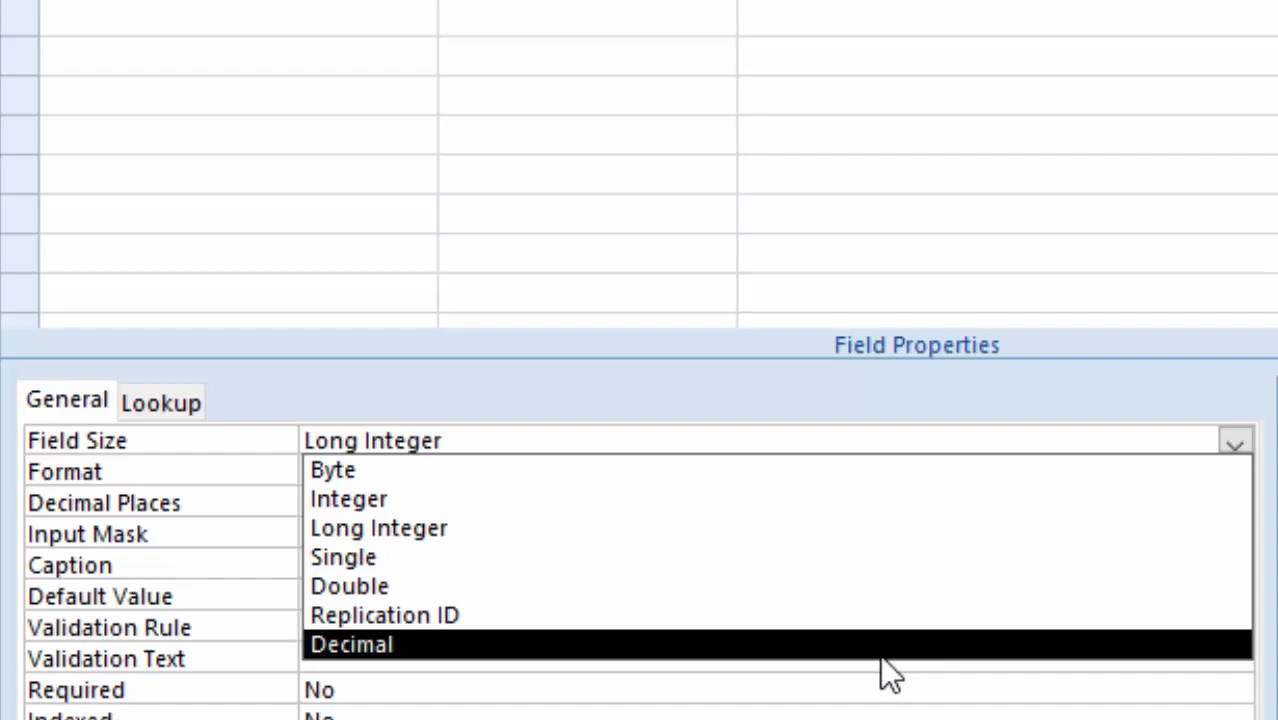 Field Properties
General Lookup
Field Size Long Integer
Format Byte
Decimal Places Integer
Input Mask Long Integer
Caption Single
Default Value Double
Validation Rule Replication ID
Validation Text Decimal
Required No
Indexed No